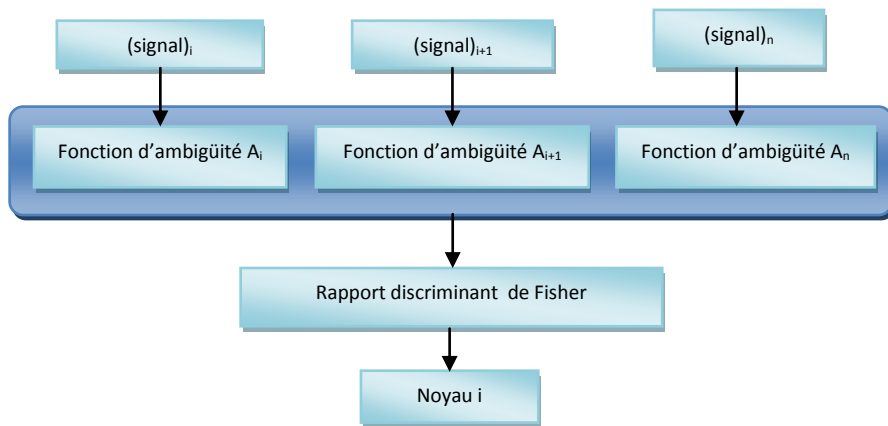 (signal)i
(signal)i+1
(signal)n
Fonction d'ambigüité Ai
Fonction d'ambigüité Ai+1
Fonction d'ambigüité An
Rapport discriminant de Fisher
Noyau i